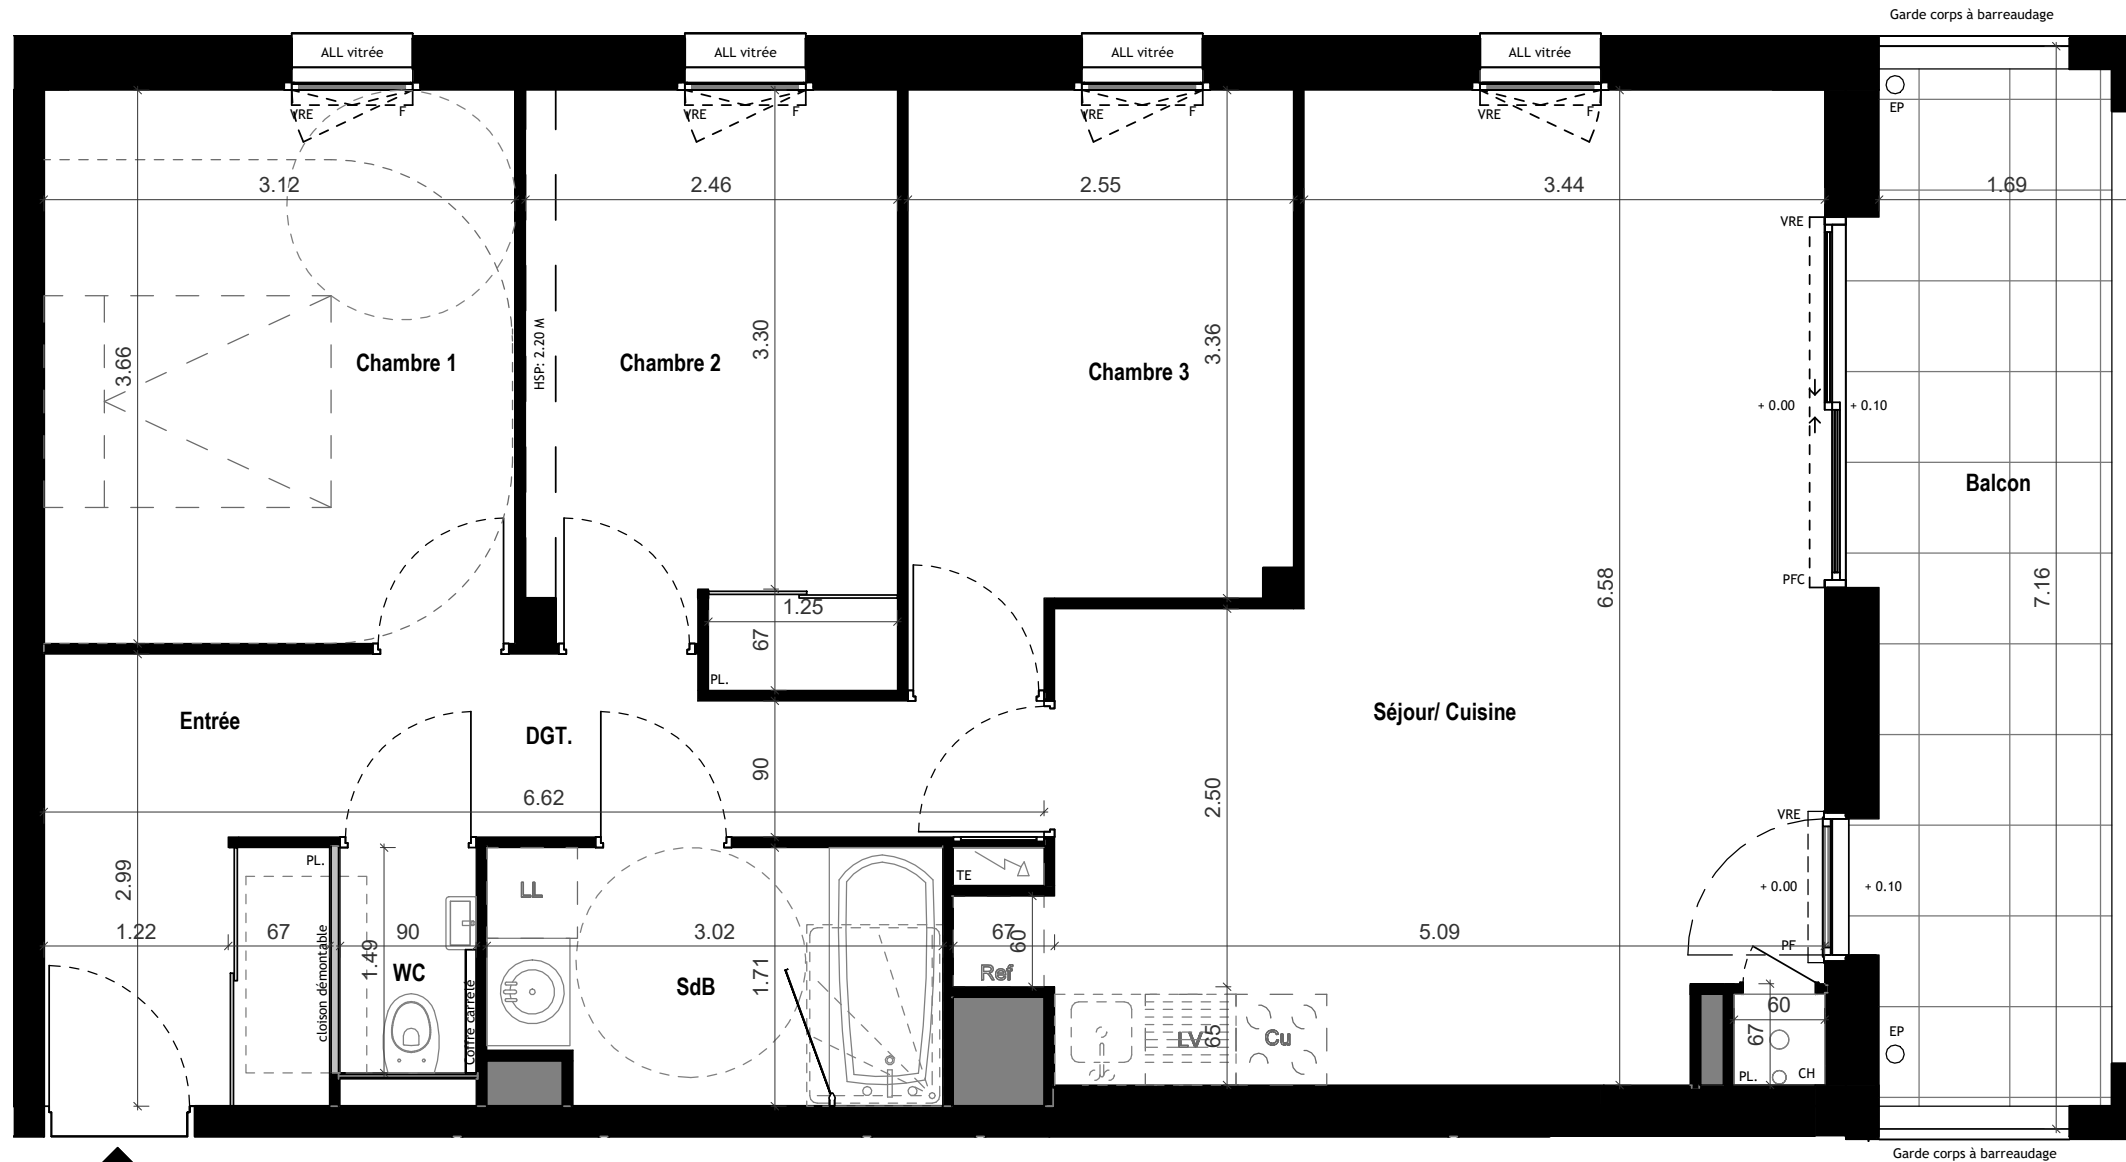 Garde corps à barreaudage
ALL vitrée
ALL vitrée
ALL vitrée
ALL vitrée
VRE
F
VRE
F
VRE
F
VRE
F
EP
3.12
2.46
2.55
3.44
1.69
VRE
HSP: 2.20 M
3.66
Chambre 1
Chambre 2
3.30
Chambre 3
3.36
+ 0.00
+ 0.10
Balcon
6.58
PFC
7.16
1.25
67
PL.
Entrée
DGT.
Séjour/ Cuisine
90
6.62
2.50
VRE
PL.
2.99
LL
TE
+ 0.00
+ 0.10
1.22
67
cloison démontable
90
1.49
WC
Coffre carrelé
3.02
1.71
SdB
67
60
Ref
5.09
PF
LV
65
Cu
60
67
PL.
CH
EP
Garde corps à barreaudage